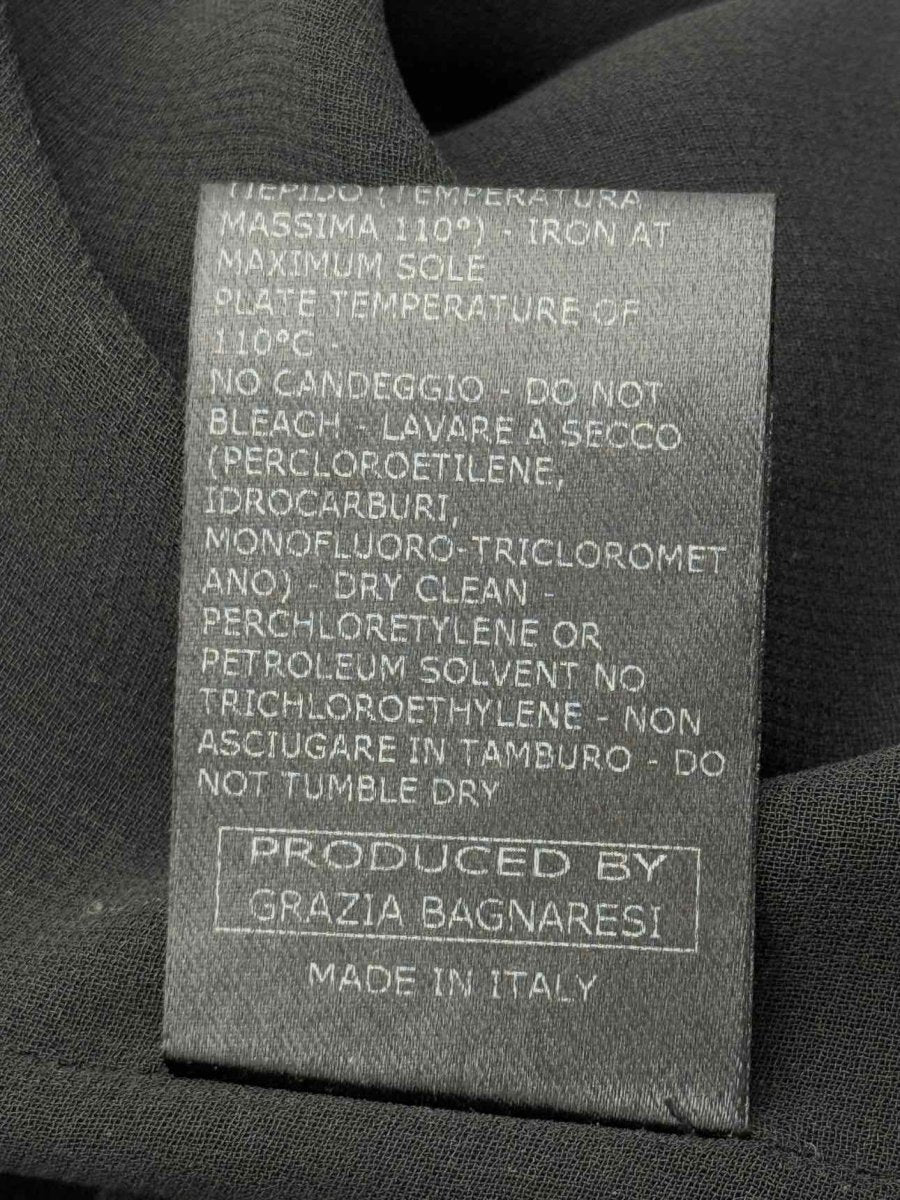 TIEPIDO (TEMPERATURA
MASSIMA 110°) - IRON AT
MAXIMUM SOLE
PLATE TEMPERATURE OF
110°C -
NO CANDEGGIO - DO NOT
BLEACH - LAVARE A SECCO
(PERCLOROETILENE,
IDROCARBURI,
MONOFLUORO-TRICLOROMET
ANO) - DRY CLEAN -
PERCHLORETYLENE OR
PETROLEUM SOLVENT NO
TRICHLOROETHYLENE - NON
ASCIUGARE IN TAMBURO - DO
NOT TUMBLE DRY
PRODUCED BY
GRAZIA BAGNARESI
MADE IN ITALY